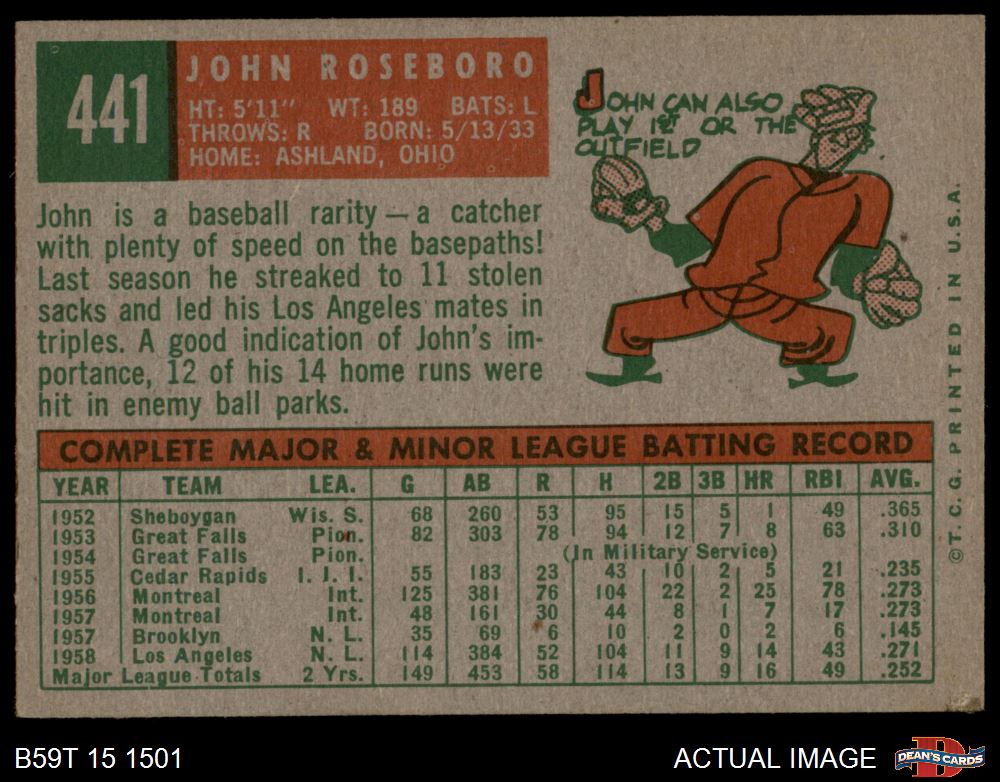 441
JOHN ROSEBORO
HT: 5'11" WT: 189 BATS: L
THROWS: R BORN: 5/13/33
HOME: ASHLAND, OHIO
JOHN CAN ALSO
PLAY 1ST OR THE
OUTFIELD
John is a baseball rarity — a catcher
with plenty of speed on the basepaths!
Last season he streaked to 11 stolen
sacks and led his Los Angeles mates in
triples. A good indication of John's im-
portance, 12 of his 14 home runs were
hit in enemy ball parks.
COMPLETE MAJOR & MINOR LEAGUE BATTING RECORD
YEAR TEAM LEA. G AB R H 2B 3B HR RBI AVG.
1952 Sheboygan Wis. S. 68 260 53 95 15 5 1 49 .365
1953 Great Falls Pion. 82 303 78 94 12 7 8 63 .310
1954 Great Falls Pion. (In Military Service)
1955 Cedar Rapids I. I. I. 55 183 23 43 10 2 5 21 .235
1956 Montreal Int. 125 381 76 104 22 2 25 78 .273
1957 Montreal Int. 48 161 30 44 8 1 7 17 .273
1957 Brooklyn N. L. 35 69 6 10 2 0 2 6 .145
1958 Los Angeles N. L. 114 384 52 104 11 9 14 43 .271
Major League Totals 2 Yrs. 149 453 58 114 13 9 16 49 .252
©T.C.G. PRINTED IN U.S.A.
B59T 15 1501
ACTUAL IMAGE
DEAN'S CARDS